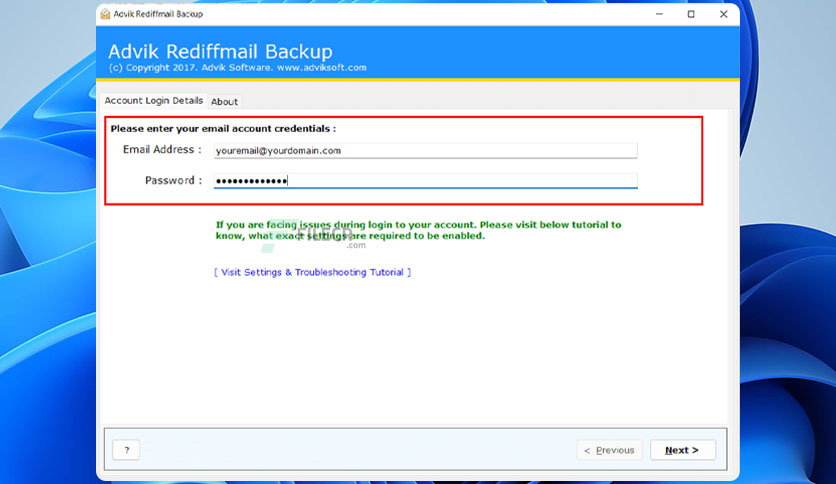 Advik Rediffmail Backup
Advik Rediffmail Backup
(c) Copyright 2017. Advik Software. www.adviksoft.com
Account Login Details About
Please enter your email account credentials :
Email Address : youremail@yourdomain.com
Password : •••••••••••••
If you are facing issues during login to your account. Please visit below tutorial to
know, what exact settings are required to be enabled.
FILECR
.com
[ Visit Settings & Troubleshooting Tutorial ]
? < Previous Next >